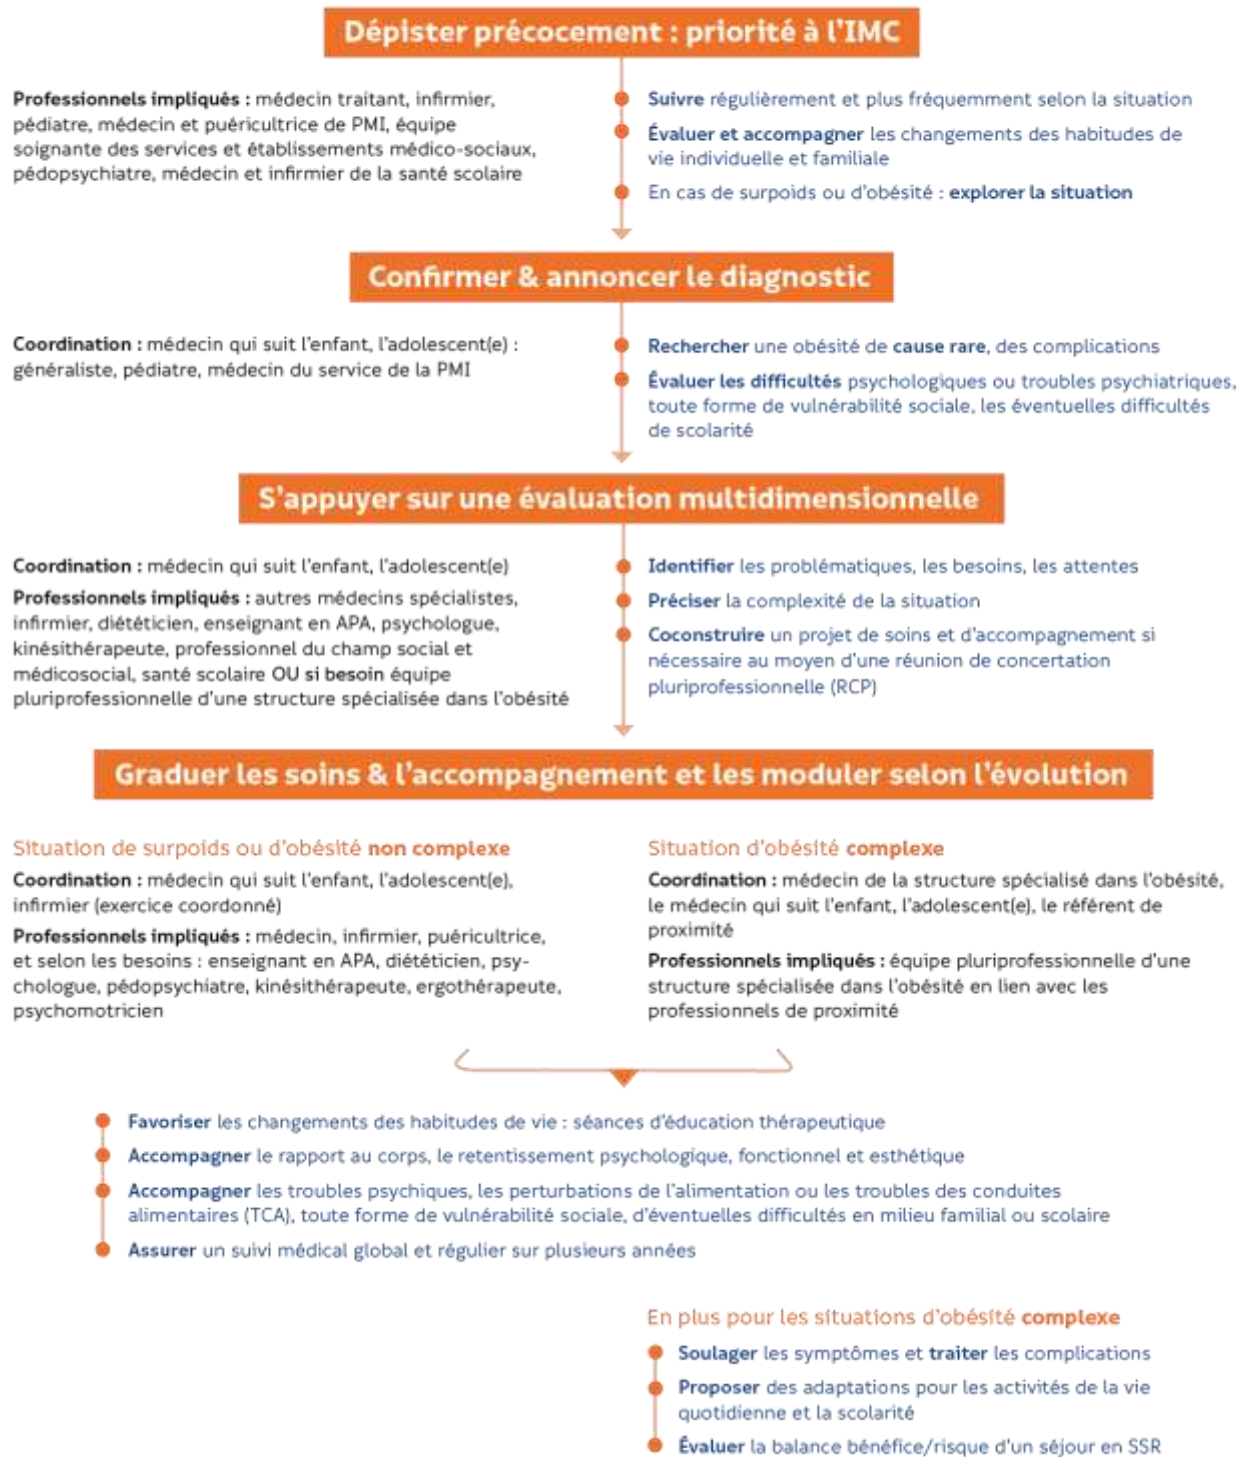 Dépister précocement : priorité à l'IMC
Professionnels impliqués : médecin traitant, infirmier,
pédiatre, médecin et puéricultrice de PMI, équipe
soignante des services et établissements médico-sociaux,
pédopsychiatre, médecin et infirmier de la santé scolaire
Suivre régulièrement et plus fréquemment selon la situation
Évaluer et accompagner les changements des habitudes de
vie individuelle et familiale
En cas de surpoids ou d'obésité : explorer la situation
Confirmer & annoncer le diagnostic
Coordination : médecin qui suit l'enfant, l'adolescent(e) :
généraliste, pédiatre, médecin du service de la PMI
Rechercher une obésité de cause rare, des complications
Évaluer les difficultés psychologiques ou troubles psychiatriques,
toute forme de vulnérabilité sociale, les éventuelles difficultés
de scolarité
S'appuyer sur une évaluation multidimensionnelle
Coordination : médecin qui suit l'enfant, l'adolescent(e)
Professionnels impliqués : autres médecins spécialistes,
infirmier, diététicien, enseignant en APA, psychologue,
kinésithérapeute, professionnel du champ social et
médicosocial, santé scolaire OU si besoin équipe
pluriprofessionnelle d'une structure spécialisée dans l'obésité
Identifier les problématiques, les besoins, les attentes
Préciser la complexité de la situation
Coconstruire un projet de soins et d'accompagnement si
nécessaire au moyen d'une réunion de concertation
pluriprofessionnelle (RCP)
Graduer les soins & l'accompagnement et les moduler selon l'évolution
Situation de surpoids ou d'obésité non complexe
Coordination : médecin qui suit l'enfant, l'adolescent(e),
infirmier (exercice coordonné)
Professionnels impliqués : médecin, infirmier, puéricultrice,
et selon les besoins : enseignant en APA, diététicien, psy-
chologue, pédopsychiatre, kinésithérapeute, ergothérapeute,
psychomotricien
Situation d'obésité complexe
Coordination : médecin de la structure spécialisé dans l'obésité,
le médecin qui suit l'enfant, l'adolescent(e), le référent de
proximité
Professionnels impliqués : équipe pluriprofessionnelle d'une
structure spécialisée dans l'obésité en lien avec les
professionnels de proximité
Favoriser les changements des habitudes de vie : séances d'éducation thérapeutique
Accompagner le rapport au corps, le retentissement psychologique, fonctionnel et esthétique
Accompagner les troubles psychiques, les perturbations de l'alimentation ou les troubles des conduites
alimentaires (TCA), toute forme de vulnérabilité sociale, d'éventuelles difficultés en milieu familial ou scolaire
Assurer un suivi médical global et régulier sur plusieurs années
En plus pour les situations d'obésité complexe
Soulager les symptômes et traiter les complications
Proposer des adaptations pour les activités de la vie
quotidienne et la scolarité
Évaluer la balance bénéfice/risque d'un séjour en SSR